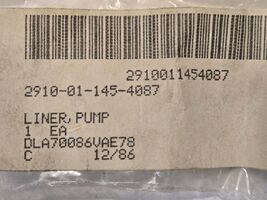 2910011454087
2910-01-145-4087
LINER, PUMP
1 EA
DLA70086VAE78
C 12/86